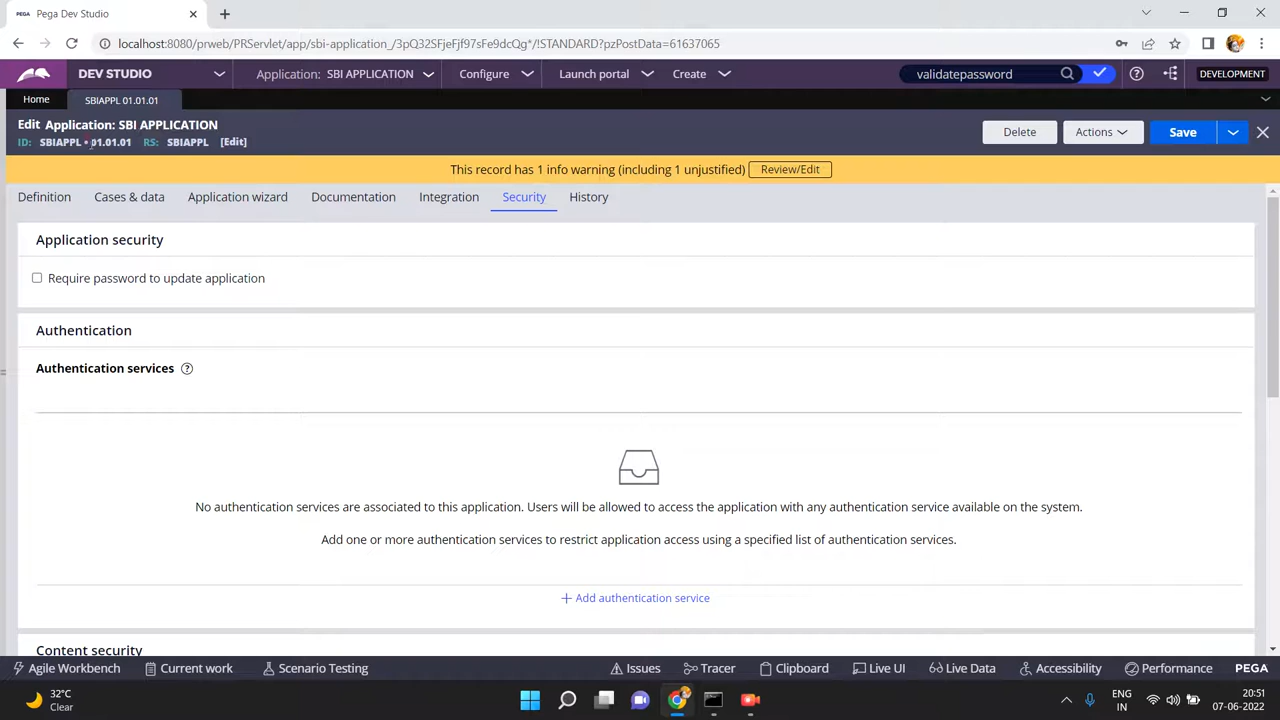 PEGA Pega Dev Studio
localhost:8080/prweb/PRServlet/app/sbi-application_/3pQ32SFjeFjf97sFe9dCQg*/!STANDARD?pzPostData=61637065
DEV STUDIO Application: SBI APPLICATION Configure Launch portal Create validatepassword DEVELOPMENT
Home SBIAPPL 01.01.01
Edit Application: SBI APPLICATION
ID: SBIAPPL • 01.01.01 RS: SBIAPPL [Edit]
Delete Actions Save
This record has 1 info warning (including 1 unjustified) Review/Edit
Definition Cases & data Application wizard Documentation Integration Security History
Application security
Require password to update application
Authentication
Authentication services ?
No authentication services are associated to this application. Users will be allowed to access the application with any authentication service available on the system.
Add one or more authentication services to restrict application access using a specified list of authentication services.
+ Add authentication service
Content security
Agile Workbench Current work Scenario Testing Issues Tracer Clipboard Live UI Live Data Accessibility Performance PEGA
32°C
Clear
ENG
IN
20:51
07-06-2022